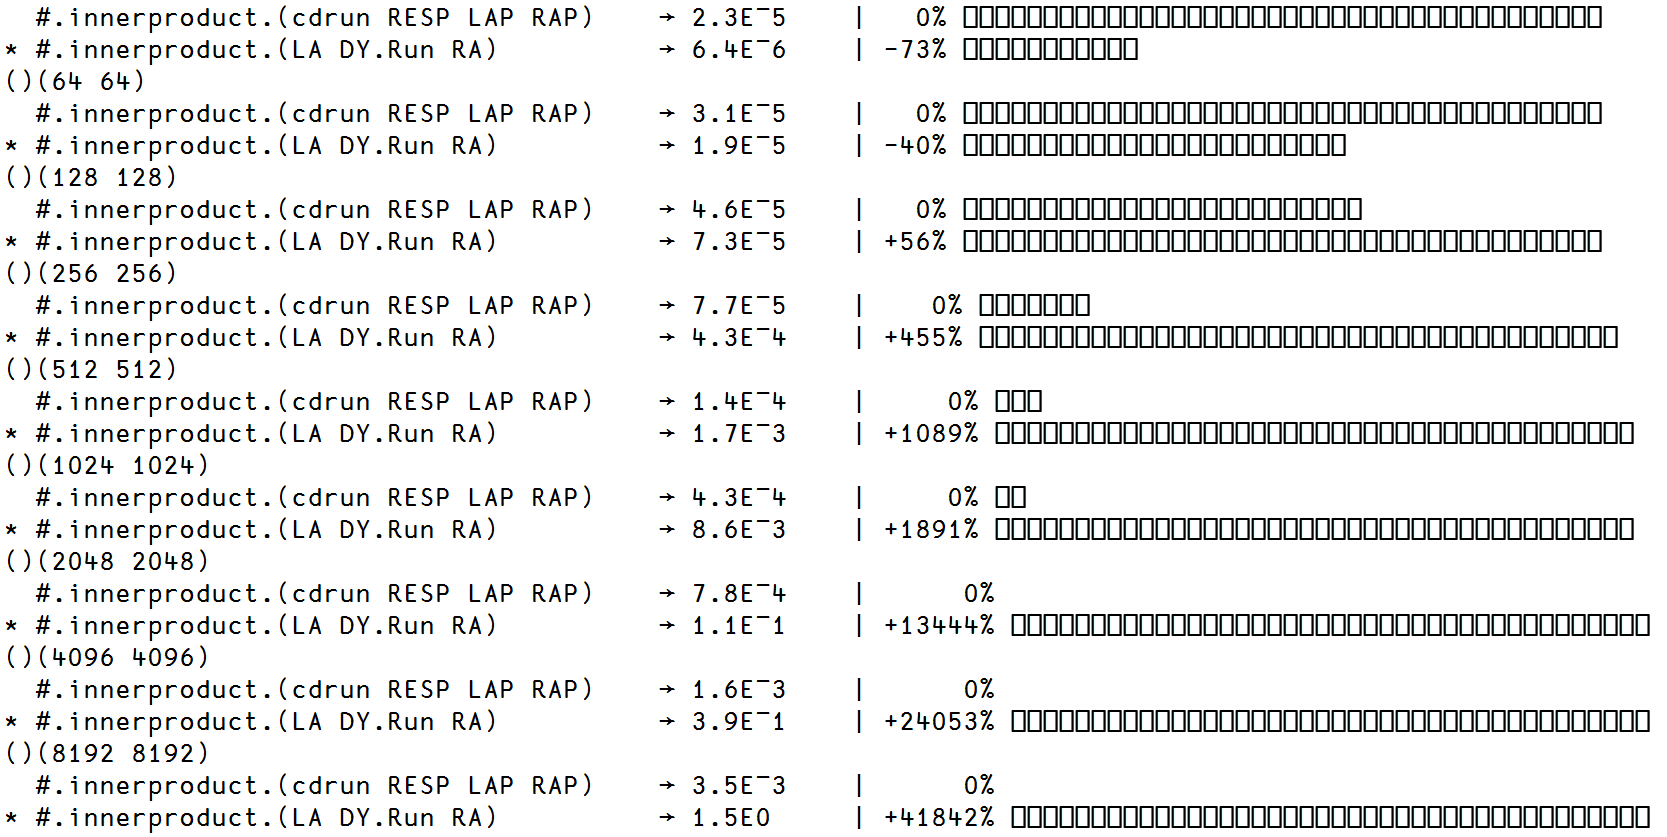 #.innerproduct.(cdrun RESP LAP RAP)    → 2.3E¯5    |   0% ⎕⎕⎕⎕⎕⎕⎕⎕⎕⎕⎕⎕⎕⎕⎕⎕⎕⎕⎕⎕⎕⎕⎕⎕⎕⎕⎕⎕⎕⎕⎕⎕⎕⎕⎕⎕⎕⎕⎕⎕
* #.innerproduct.(LA DY.Run RA)          → 6.4E¯6    | -73% ⎕⎕⎕⎕⎕⎕⎕⎕⎕⎕⎕
()(64 64)
  #.innerproduct.(cdrun RESP LAP RAP)    → 3.1E¯5    |   0% ⎕⎕⎕⎕⎕⎕⎕⎕⎕⎕⎕⎕⎕⎕⎕⎕⎕⎕⎕⎕⎕⎕⎕⎕⎕⎕⎕⎕⎕⎕⎕⎕⎕⎕⎕⎕⎕⎕⎕⎕
* #.innerproduct.(LA DY.Run RA)          → 1.9E¯5    | -40% ⎕⎕⎕⎕⎕⎕⎕⎕⎕⎕⎕⎕⎕⎕⎕⎕⎕⎕⎕⎕⎕⎕⎕⎕
()(128 128)
  #.innerproduct.(cdrun RESP LAP RAP)    → 4.6E¯5    |   0% ⎕⎕⎕⎕⎕⎕⎕⎕⎕⎕⎕⎕⎕⎕⎕⎕⎕⎕⎕⎕⎕⎕⎕⎕⎕
* #.innerproduct.(LA DY.Run RA)          → 7.3E¯5    | +56% ⎕⎕⎕⎕⎕⎕⎕⎕⎕⎕⎕⎕⎕⎕⎕⎕⎕⎕⎕⎕⎕⎕⎕⎕⎕⎕⎕⎕⎕⎕⎕⎕⎕⎕⎕⎕⎕⎕⎕⎕
()(256 256)
  #.innerproduct.(cdrun RESP LAP RAP)    → 7.7E¯5    |    0% ⎕⎕⎕⎕⎕⎕⎕
* #.innerproduct.(LA DY.Run RA)          → 4.3E¯4    | +455% ⎕⎕⎕⎕⎕⎕⎕⎕⎕⎕⎕⎕⎕⎕⎕⎕⎕⎕⎕⎕⎕⎕⎕⎕⎕⎕⎕⎕⎕⎕⎕⎕⎕⎕⎕⎕⎕⎕⎕⎕
()(512 512)
  #.innerproduct.(cdrun RESP LAP RAP)    → 1.4E¯4    |     0% ⎕⎕⎕
* #.innerproduct.(LA DY.Run RA)          → 1.7E¯3    | +1089% ⎕⎕⎕⎕⎕⎕⎕⎕⎕⎕⎕⎕⎕⎕⎕⎕⎕⎕⎕⎕⎕⎕⎕⎕⎕⎕⎕⎕⎕⎕⎕⎕⎕⎕⎕⎕⎕⎕⎕⎕
()(1024 1024)
  #.innerproduct.(cdrun RESP LAP RAP)    → 4.3E¯4    |     0% ⎕⎕
* #.innerproduct.(LA DY.Run RA)          → 8.6E¯3    | +1891% ⎕⎕⎕⎕⎕⎕⎕⎕⎕⎕⎕⎕⎕⎕⎕⎕⎕⎕⎕⎕⎕⎕⎕⎕⎕⎕⎕⎕⎕⎕⎕⎕⎕⎕⎕⎕⎕⎕⎕⎕
()(2048 2048)
  #.innerproduct.(cdrun RESP LAP RAP)    → 7.8E¯4    |      0%
* #.innerproduct.(LA DY.Run RA)          → 1.1E¯1    | +13444% ⎕⎕⎕⎕⎕⎕⎕⎕⎕⎕⎕⎕⎕⎕⎕⎕⎕⎕⎕⎕⎕⎕⎕⎕⎕⎕⎕⎕⎕⎕⎕⎕⎕⎕⎕⎕⎕⎕⎕⎕
()(4096 4096)
  #.innerproduct.(cdrun RESP LAP RAP)    → 1.6E¯3    |      0%
* #.innerproduct.(LA DY.Run RA)          → 3.9E¯1    | +24053% ⎕⎕⎕⎕⎕⎕⎕⎕⎕⎕⎕⎕⎕⎕⎕⎕⎕⎕⎕⎕⎕⎕⎕⎕⎕⎕⎕⎕⎕⎕⎕⎕⎕⎕⎕⎕⎕⎕⎕⎕
()(8192 8192)
  #.innerproduct.(cdrun RESP LAP RAP)    → 3.5E¯3    |      0%
* #.innerproduct.(LA DY.Run RA)          → 1.5E0     | +41842% ⎕⎕⎕⎕⎕⎕⎕⎕⎕⎕⎕⎕⎕⎕⎕⎕⎕⎕⎕⎕⎕⎕⎕⎕⎕⎕⎕⎕⎕⎕⎕⎕⎕⎕⎕⎕⎕⎕⎕⎕